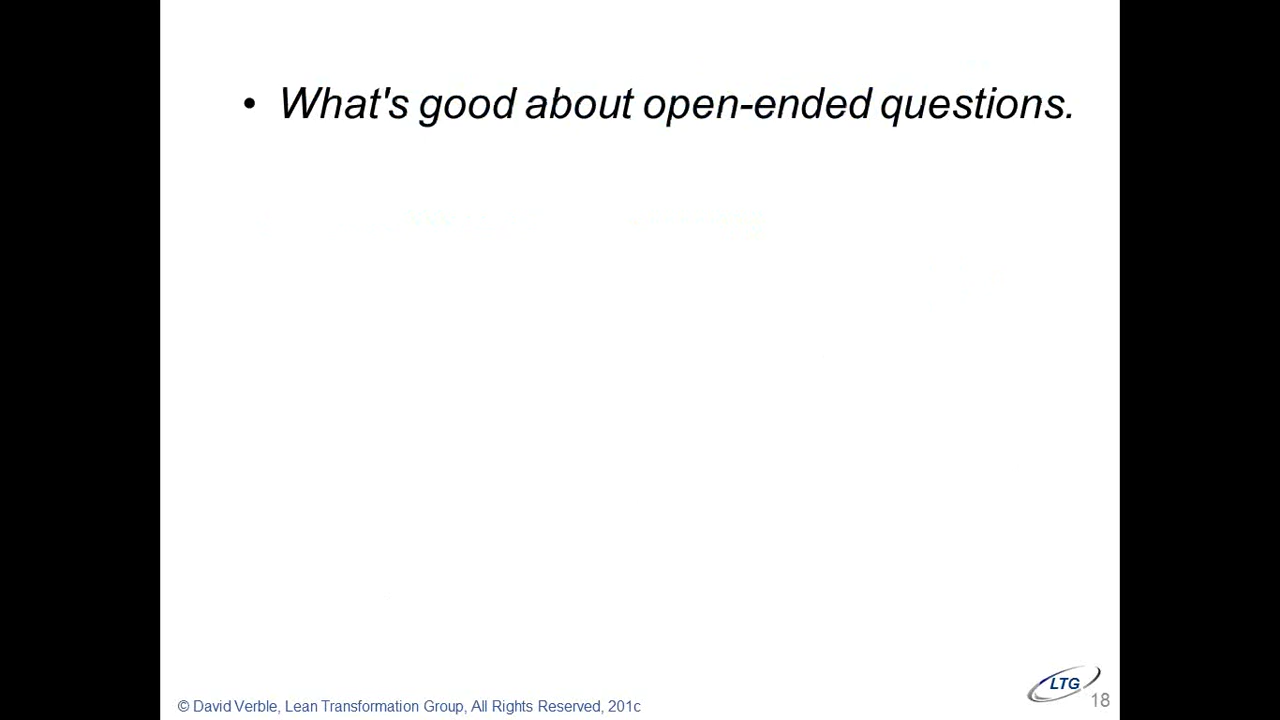 • What's good about open-ended questions.
LTG
© David Verble, Lean Transformation Group, All Rights Reserved, 201c
18